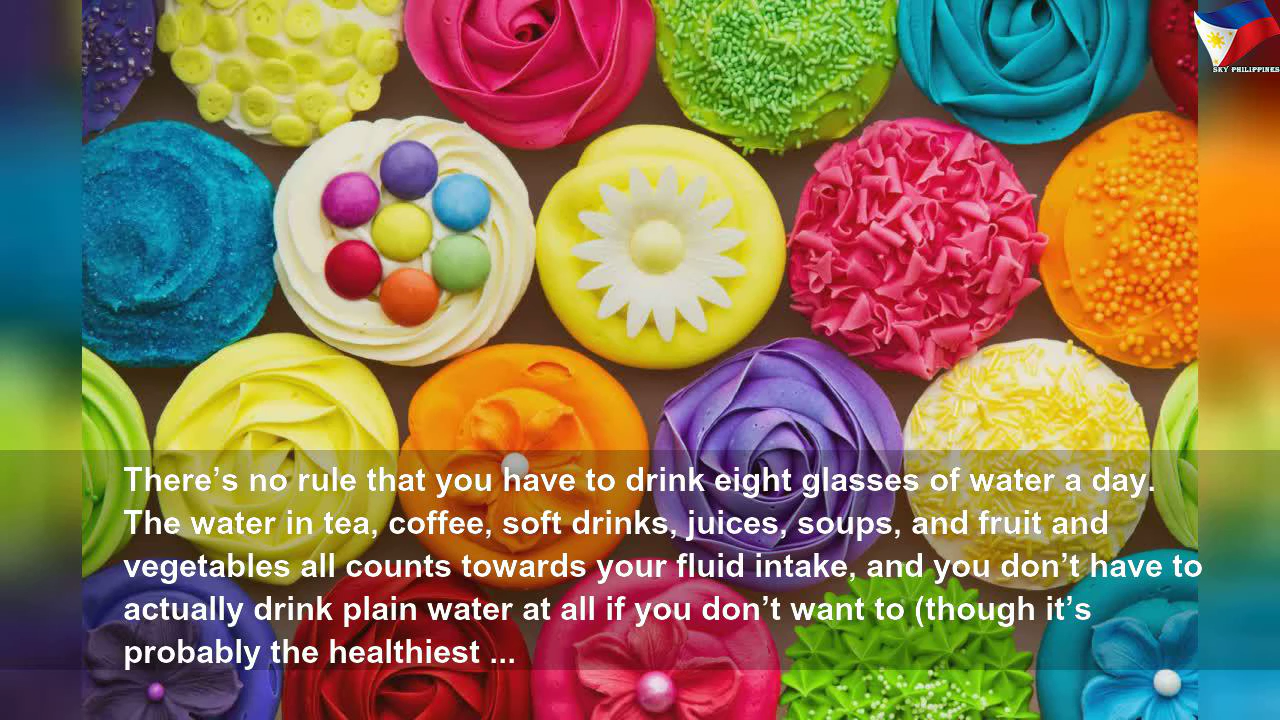 SKY PHILIPPINES
There’s no rule that you have to drink eight glasses of water a day.
The water in tea, coffee, soft drinks, juices, soups, and fruit and
vegetables all counts towards your fluid intake, and you don’t have to
actually drink plain water at all if you don’t want to (though it’s
probably the healthiest ...